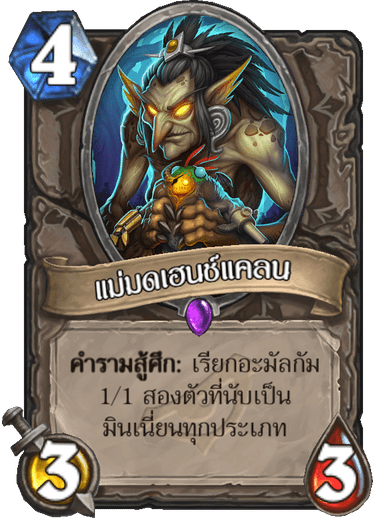 4
แม่มดเฮนช์แคลน
คำรามสู้ศึก: เรียกอะมัลกัม
1/1 สองตัวที่นับเป็น
มินเนี่ยนทุกประเภท
3
3